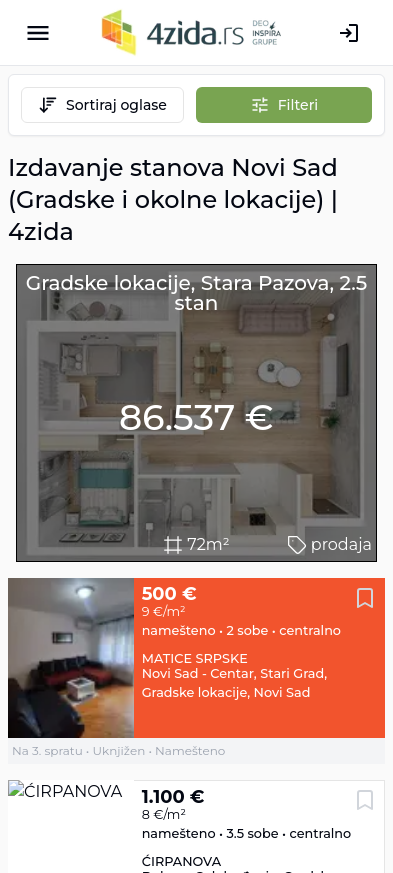 4zida.rs
DEO
INSPIRA
GRUPE
Sortiraj oglase
Filteri
Izdavanje stanova Novi Sad
(Gradske i okolne lokacije) |
4zida
Gradske lokacije, Stara Pazova, 2.5
stan
86.537 €
72m²
prodaja
500 €
9 €/m²
namešteno • 2 sobe • centralno
MATICE SRPSKE
Novi Sad - Centar, Stari Grad,
Gradske lokacije, Novi Sad
Na 3. spratu • Uknjižen • Namešteno
ĆIRPANOVA
1.100 €
8 €/m²
namešteno • 3.5 sobe • centralno
ĆIRPANOVA